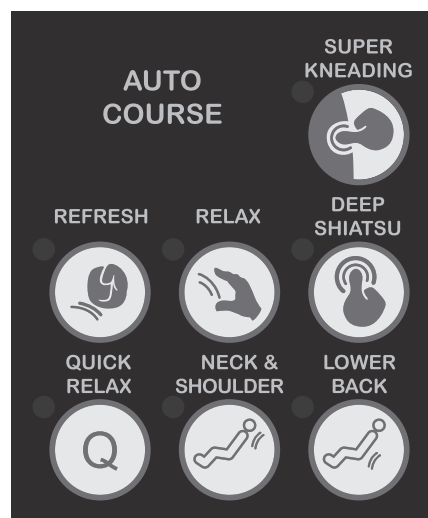 AUTO
COURSE
SUPER
KNEADING
REFRESH
RELAX
DEEP
SHIATSU
QUICK
RELAX
NECK &
SHOULDER
LOWER
BACK
Q